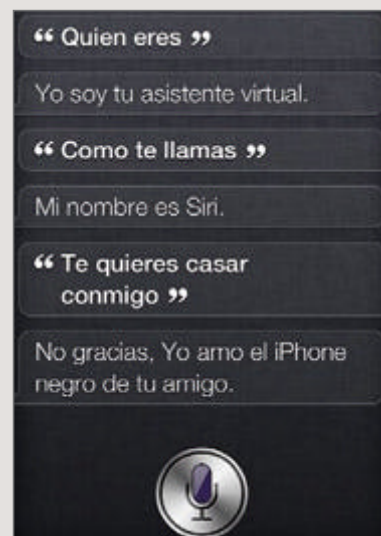 “ Quien eres ”
Yo soy tu asistente virtual.
“ Como te llamas ”
Mi nombre es Siri.
“ Te quieres casar
conmigo ”
No gracias, Yo amo el iPhone
negro de tu amigo.